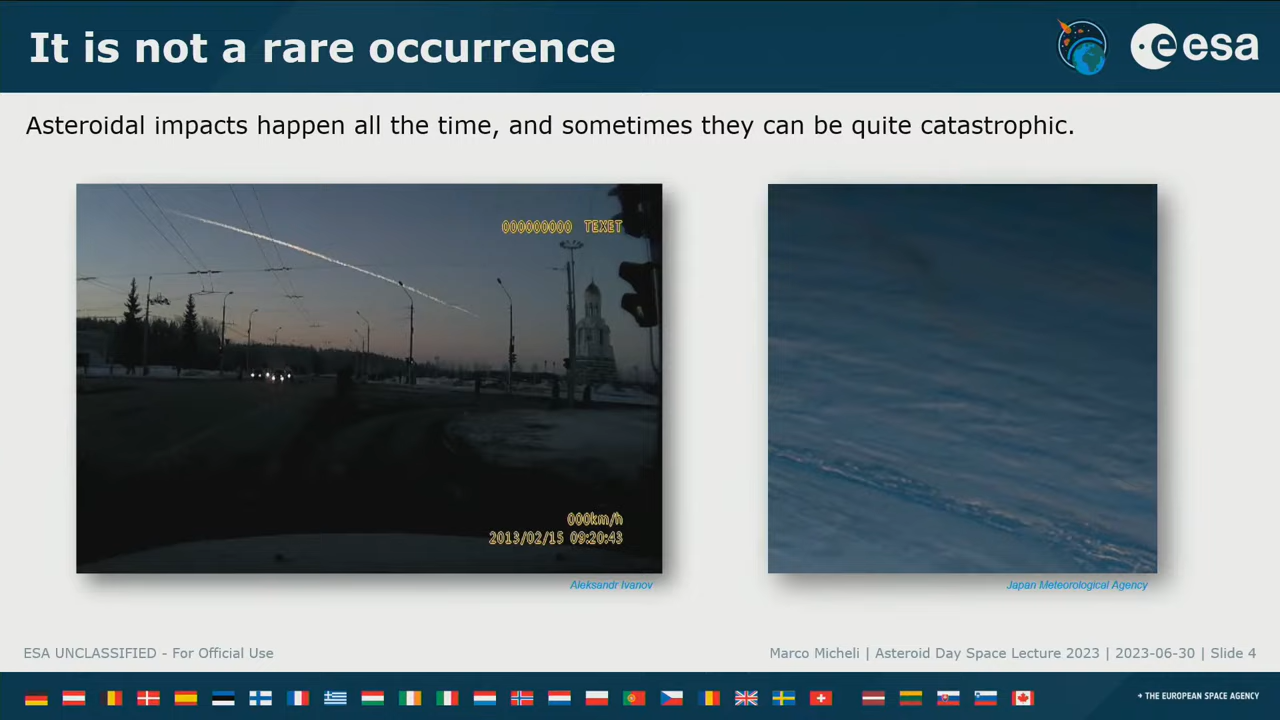 It is not a rare occurrence
esa
Asteroidal impacts happen all the time, and sometimes they can be quite catastrophic.
000000000 TEXET
000km/h
2013/02/15 09:20:43
Aleksandr Ivanov
Japan Meteorological Agency
ESA UNCLASSIFIED - For Official Use
Marco Micheli | Asteroid Day Space Lecture 2023 | 2023-06-30 | Slide 4
→ THE EUROPEAN SPACE AGENCY